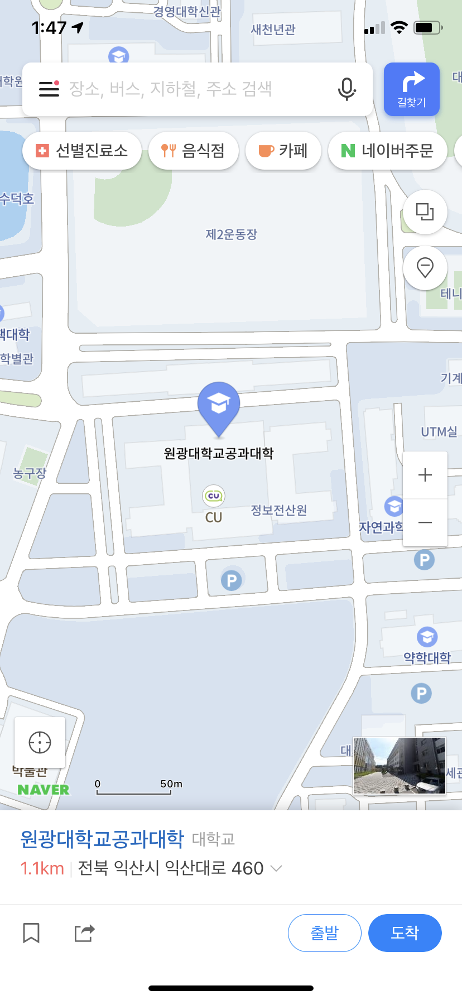 경영대학신관
1:47
새천년관
대학원
장소, 버스, 지하철, 주소 검색
길찾기
선별진료소
음식점
카페
N 네이버주문
수덕호
제2운동장
테니
책대학
학별관
기계
UTM실
원광대학교공과대학
농구장
CU
CU
정보전산원
자연과학
P
P
약학대학
P
대
박물관
세관
NAVER
0 50m
원광대학교공과대학 대학교
1.1km 전북 익산시 익산대로 460
출발
도착